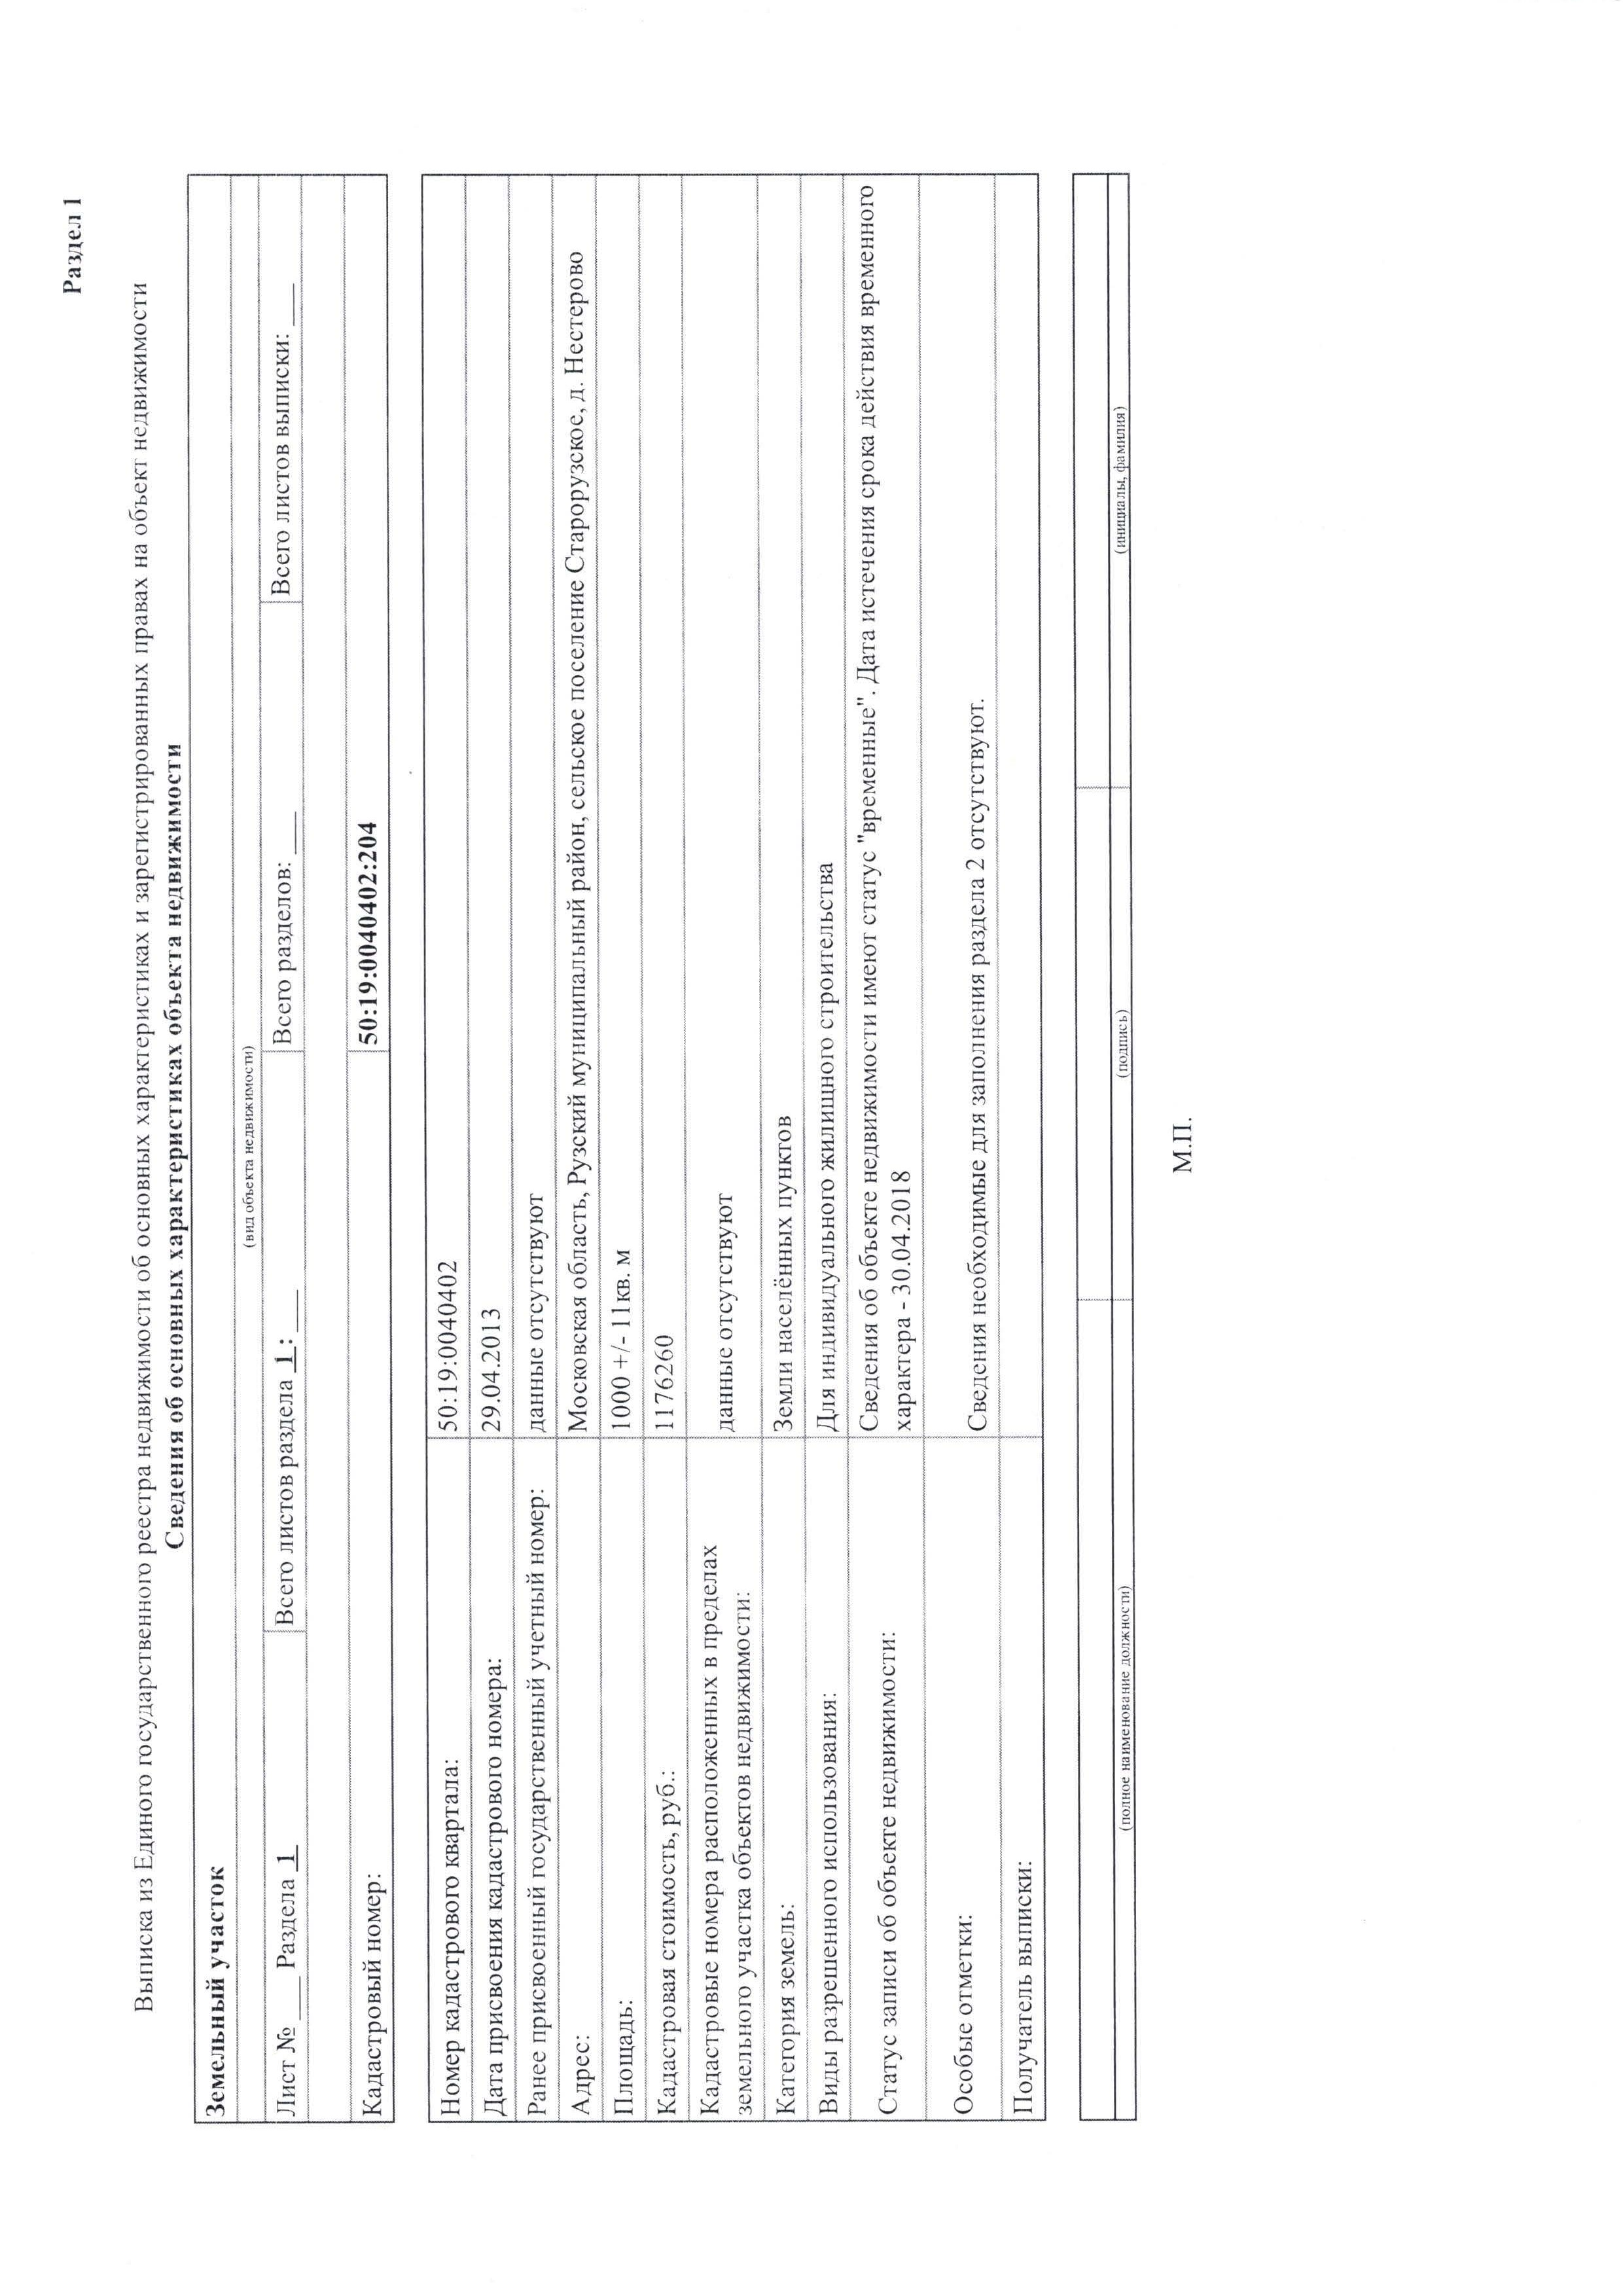 Раздел 1
Выписка из Единого государственного реестра недвижимости об основных характеристиках и зарегистрированных правах на объект недвижимости
Сведения об основных характеристиках объекта недвижимости
Земельный участок
(вид объекта недвижимости)
Лист № ___ Раздела 1 Всего листов раздела 1 : ___ Всего разделов: ___ Всего листов выписки: ___
Кадастровый номер: 50:19:0040402:204
Номер кадастрового квартала: 50:19:0040402
Дата присвоения кадастрового номера: 29.04.2013
Ранее присвоенный государственный учетный номер: данные отсутствуют
Адрес: Московская область, Рузский муниципальный район, сельское поселение Старорузское, д. Нестерово
Площадь: 1000 +/- 11кв. м
Кадастровая стоимость, руб.: 1176260
Кадастровые номера расположенных в пределах
земельного участка объектов недвижимости: данные отсутствуют
Категория земель: Земли населённых пунктов
Виды разрешенного использования: Для индивидуального жилищного строительства
Статус записи об объекте недвижимости: Сведения об объекте недвижимости имеют статус "временные". Дата истечения срока действия временного
характера - 30.04.2018
Особые отметки: Сведения необходимые для заполнения раздела 2 отсутствуют.
Получатель выписки:
(полное наименование должности) (подпись) (инициалы, фамилия)
М.П.